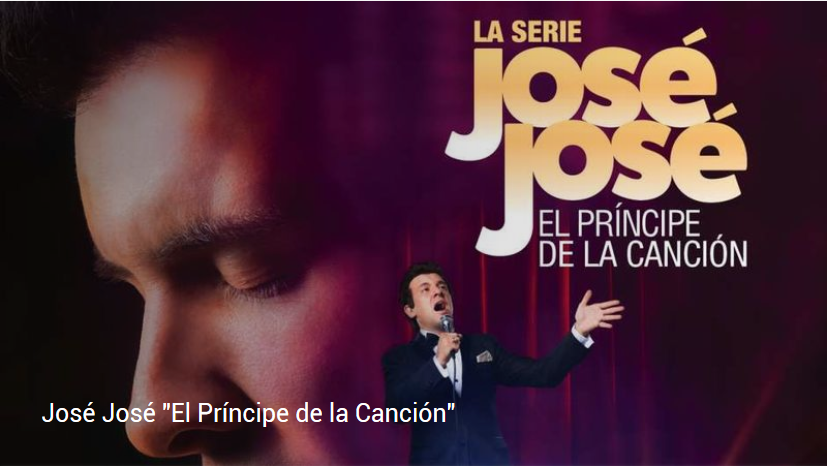 LA SERIE
josé
josé
EL PRÍNCIPE
DE LA CANCIÓN
José José "El Príncipe de la Canción"